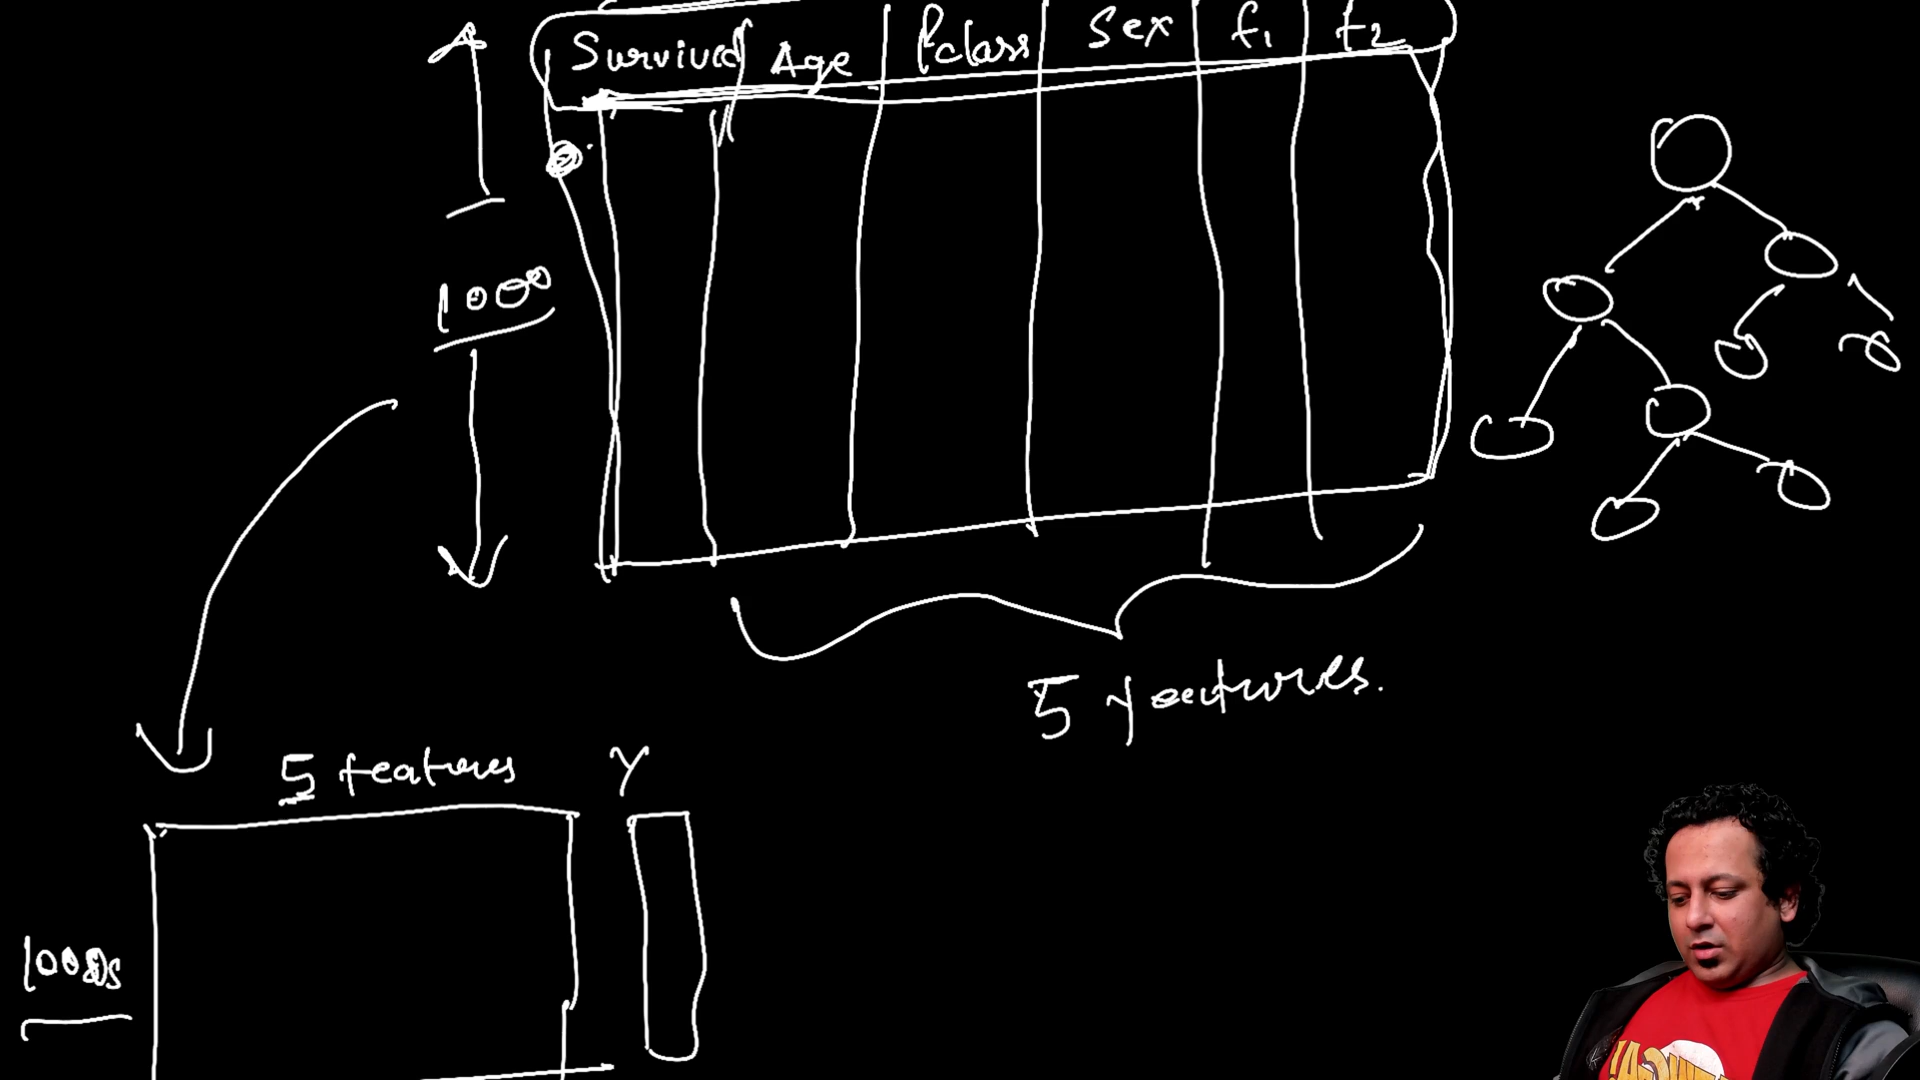 Survived Age Pclass Sex f1 f2
1000
5 features.
5 features Y
1000s